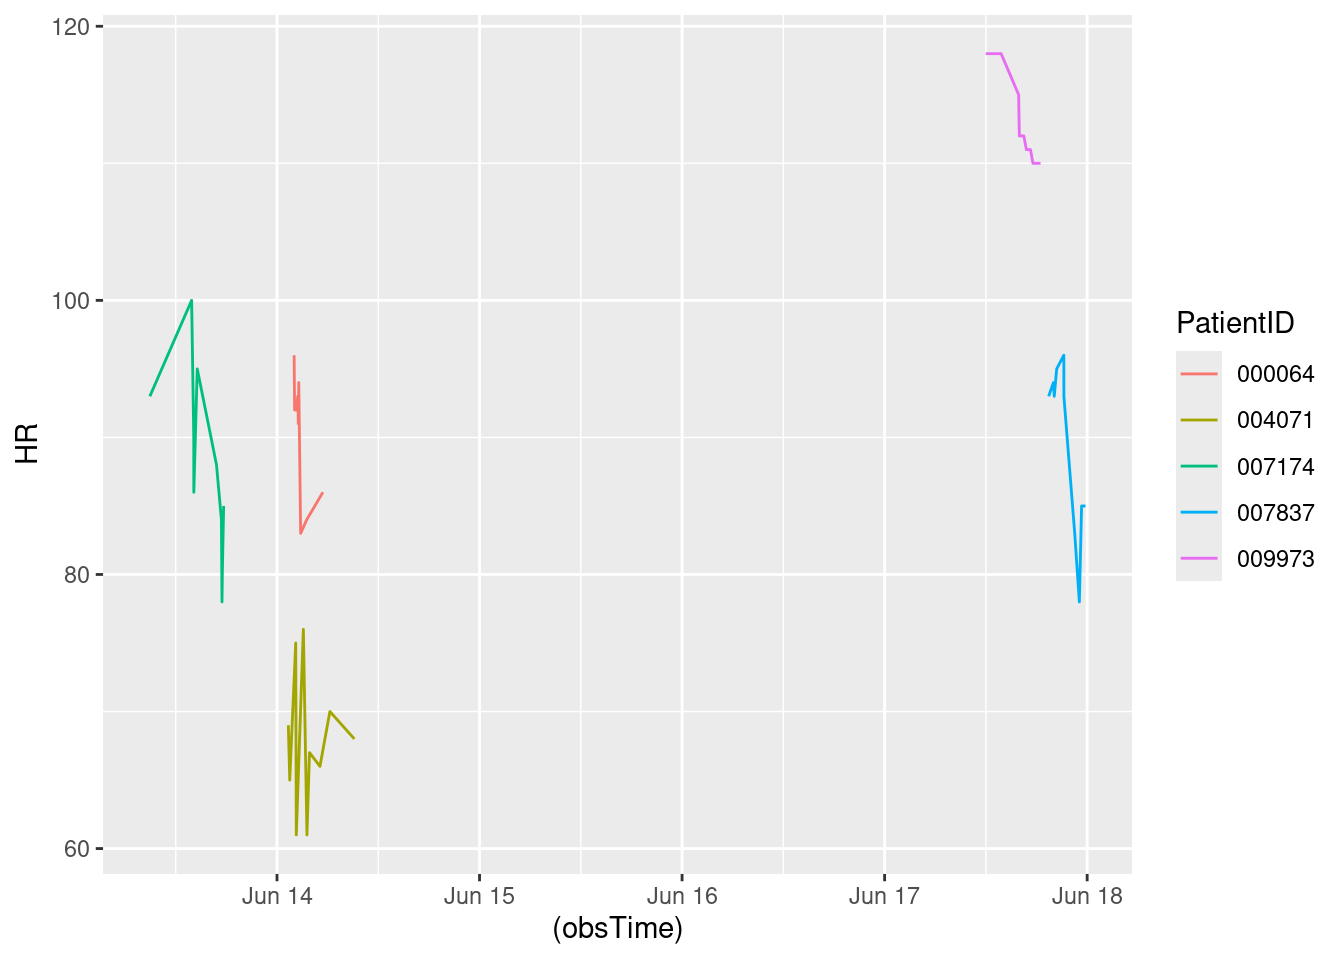 120
100
80
60
HR
Jun 14
Jun 15
Jun 16
Jun 17
Jun 18
(obsTime)
PatientID
000064
004071
007174
007837
009973